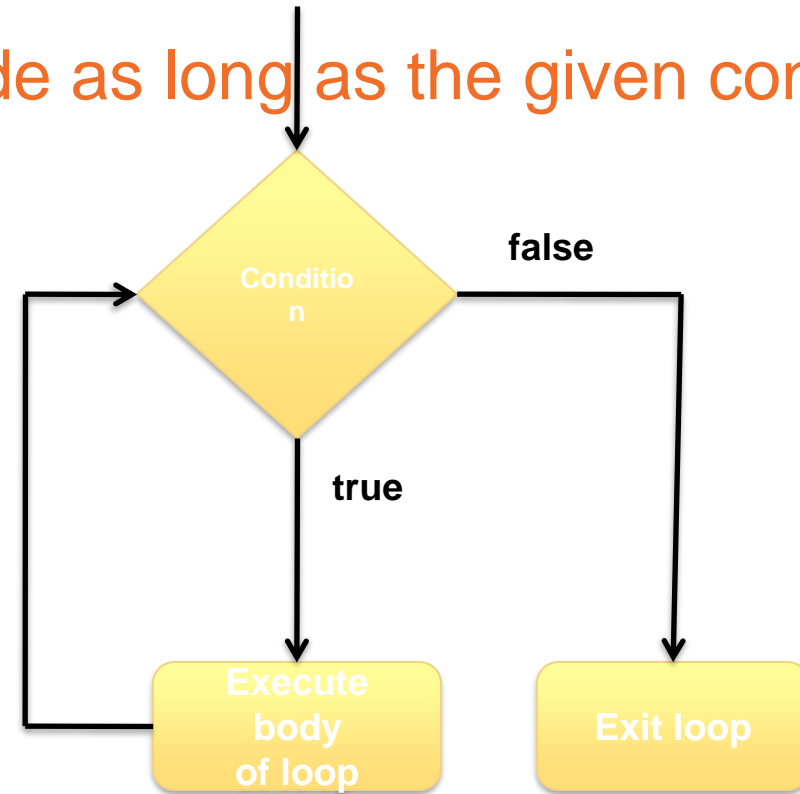 de as long as the given con
false
Conditio
n
true
Execute
body
of loop
Exit loop